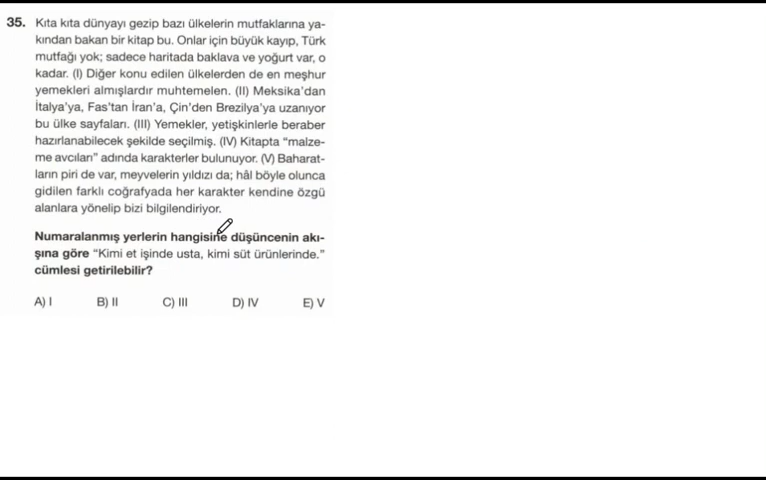 35. Kıta kıta dünyayı gezip bazı ülkelerin mutfaklarına ya-
kından bakan bir kitap bu. Onlar için büyük kayıp, Türk
mutfağı yok; sadece haritada baklava ve yoğurt var, o
kadar. (I) Diğer konu edilen ülkelerden de en meşhur
yemekleri almışlardır muhtemelen. (II) Meksika'dan
İtalya'ya, Fas'tan İran'a, Çin'den Brezilya'ya uzanıyor
bu ülke sayfaları. (III) Yemekler, yetişkinlerle beraber
hazırlanabilecek şekilde seçilmiş. (IV) Kitapta "malze-
me avcıları" adında karakterler bulunuyor. (V) Baharat-
ların piri de var, meyvelerin yıldızı da; hâl böyle olunca
gidilen farklı coğrafyada her karakter kendine özgü
alanlara yönelip bizi bilgilendiriyor.
Numaralanmış yerlerin hangisine düşüncenin akı-
şına göre "Kimi et işinde usta, kimi süt ürünlerinde."
cümlesi getirilebilir?
A) I B) II C) III D) IV E) V